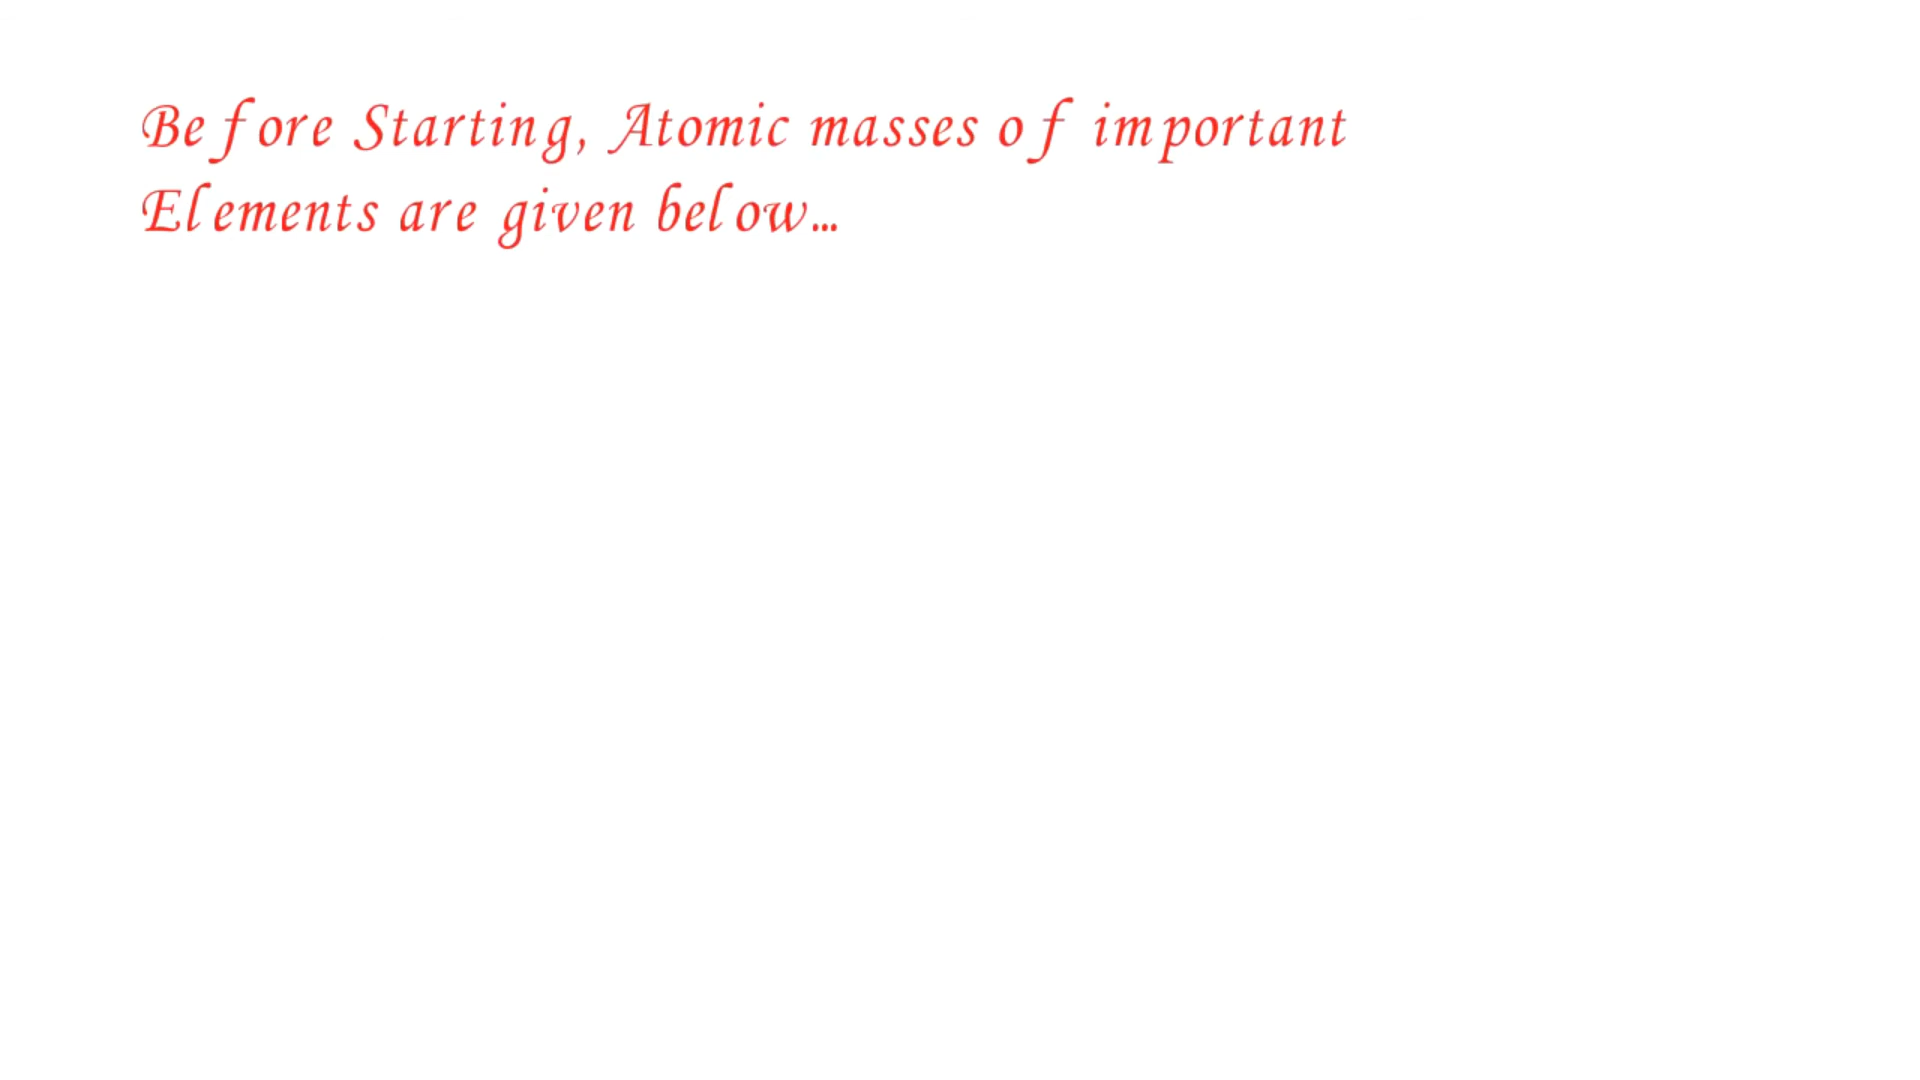 Before Starting, Atomic masses of important
Elements are given below...